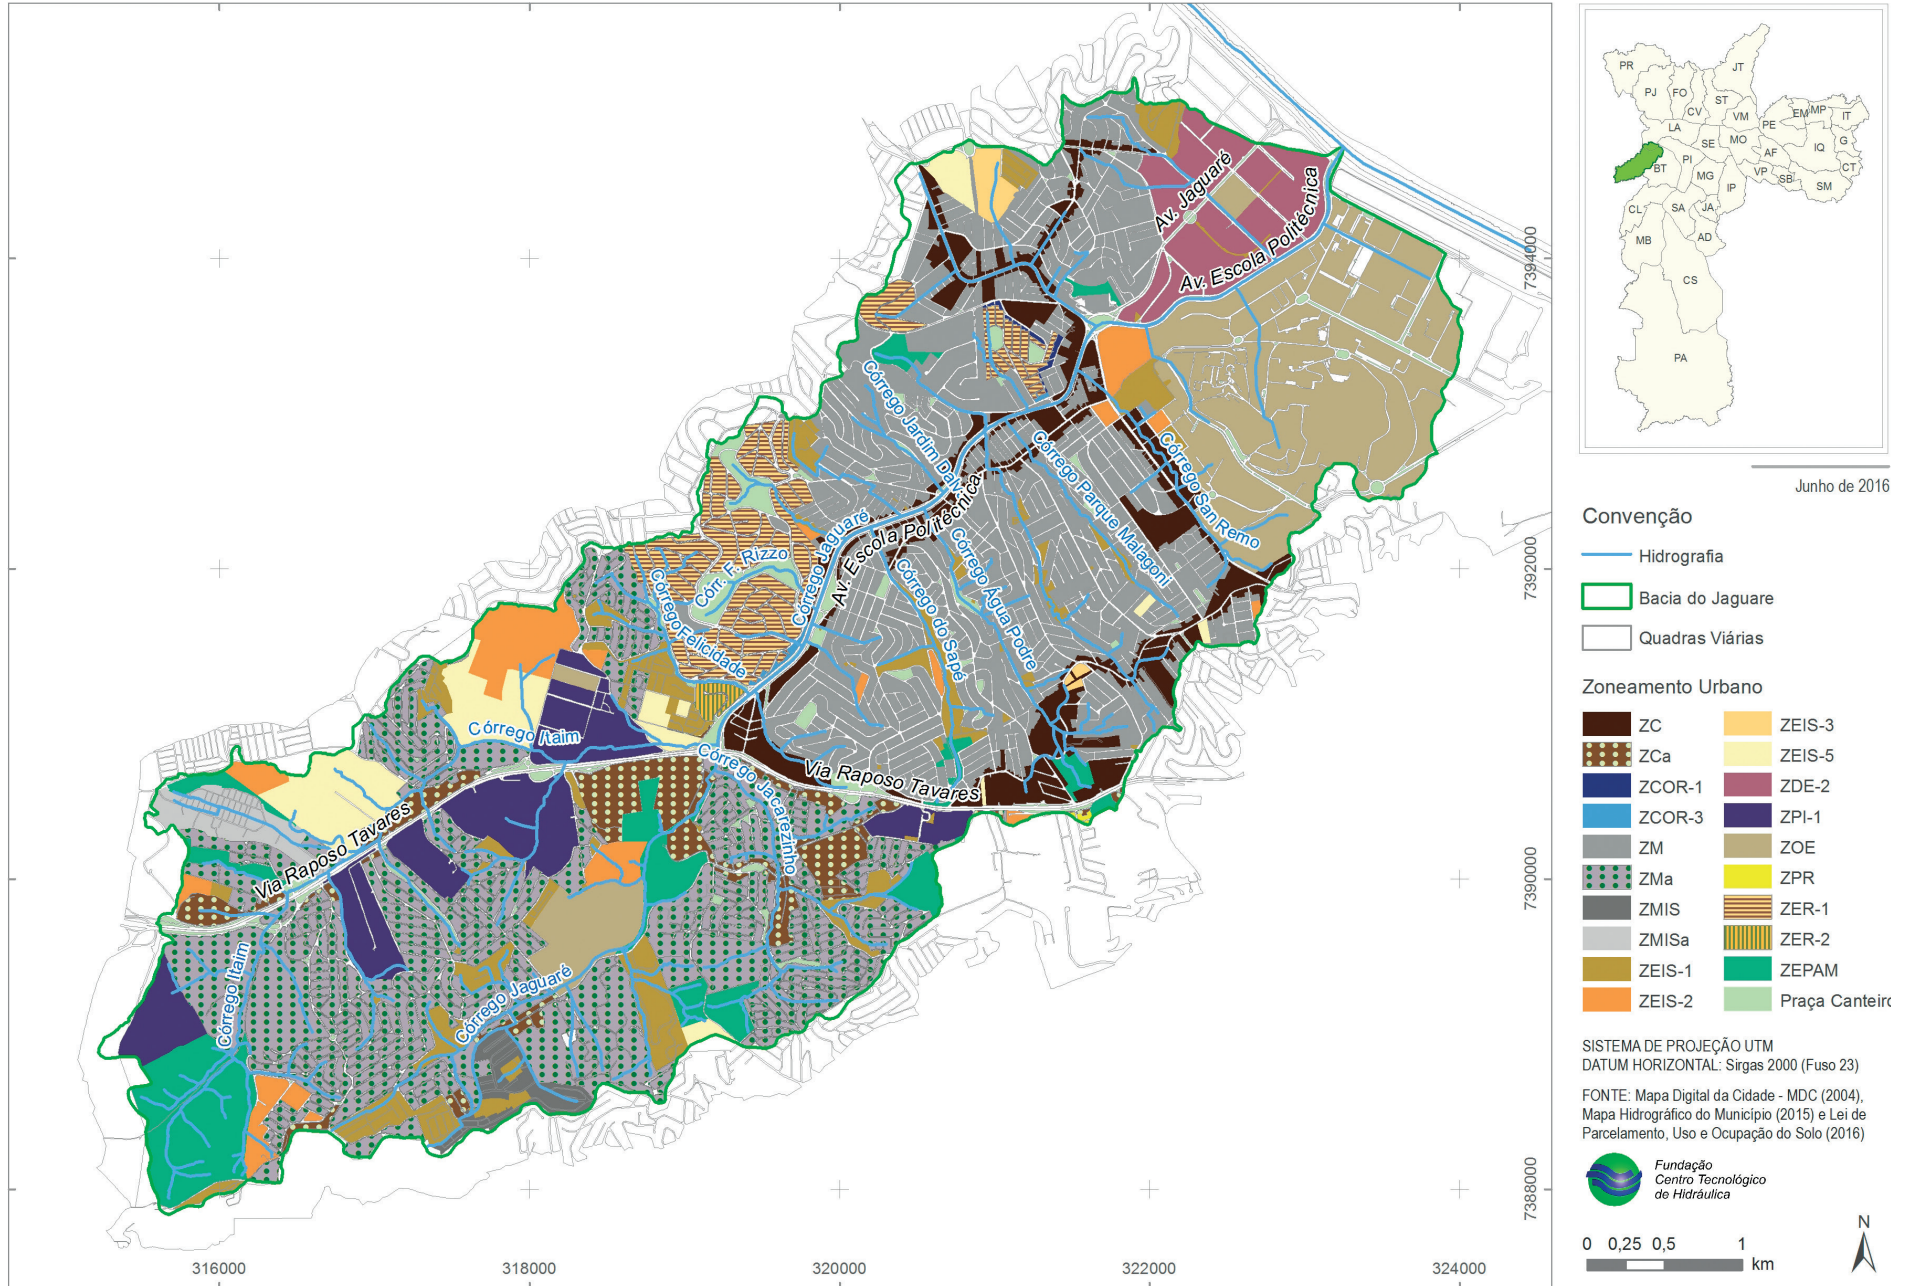 PR
JT
PJ
FO
ST
CV
VM
EM
MP
IT
LA
PE
SE
MO
IQ
G
AF
PI
BT
VP
CT
MG
SB
IP
SM
CL
SA
JA
MB
AD
CS
PA
Junho de 2016
Convenção
Hidrografia
Bacia do Jaguare
Quadras Viárias
Zoneamento Urbano
ZC
ZCa
ZCOR-1
ZCOR-3
ZM
ZMa
ZMIS
ZMISa
ZEIS-1
ZEIS-2
ZEIS-3
ZEIS-5
ZDE-2
ZPI-1
ZOE
ZPR
ZER-1
ZER-2
ZEPAM
Praça Canteiro
SISTEMA DE PROJEÇÃO UTM
DATUM HORIZONTAL: Sirgas 2000 (Fuso 23)
FONTE: Mapa Digital da Cidade - MDC (2004),
Mapa Hidrográfico do Município (2015) e Lei de
Parcelamento, Uso e Ocupação do Solo (2016)
Fundação
Centro Tecnológico
de Hidráulica
N
0 0,25 0,5 1
km
Av. Jaguaré
Av. Escola Politécnica
Córrego Jardim Dalv
Córrego Parque Malagoni
Córrego San Remo
Córrego Jaguaré
Av. Escola Politécnica
Córr. F. Rizzo
Córrego Felicidade
Córrego do Sapé
Córrego Água Podre
Córrego Itaim
Córrego Jacarezinho
Via Raposo Tavares
Via Raposo Tavares
Córrego Itaim
Córrego Jaguaré
7394000
7392000
7390000
7388000
316000
318000
320000
322000
324000